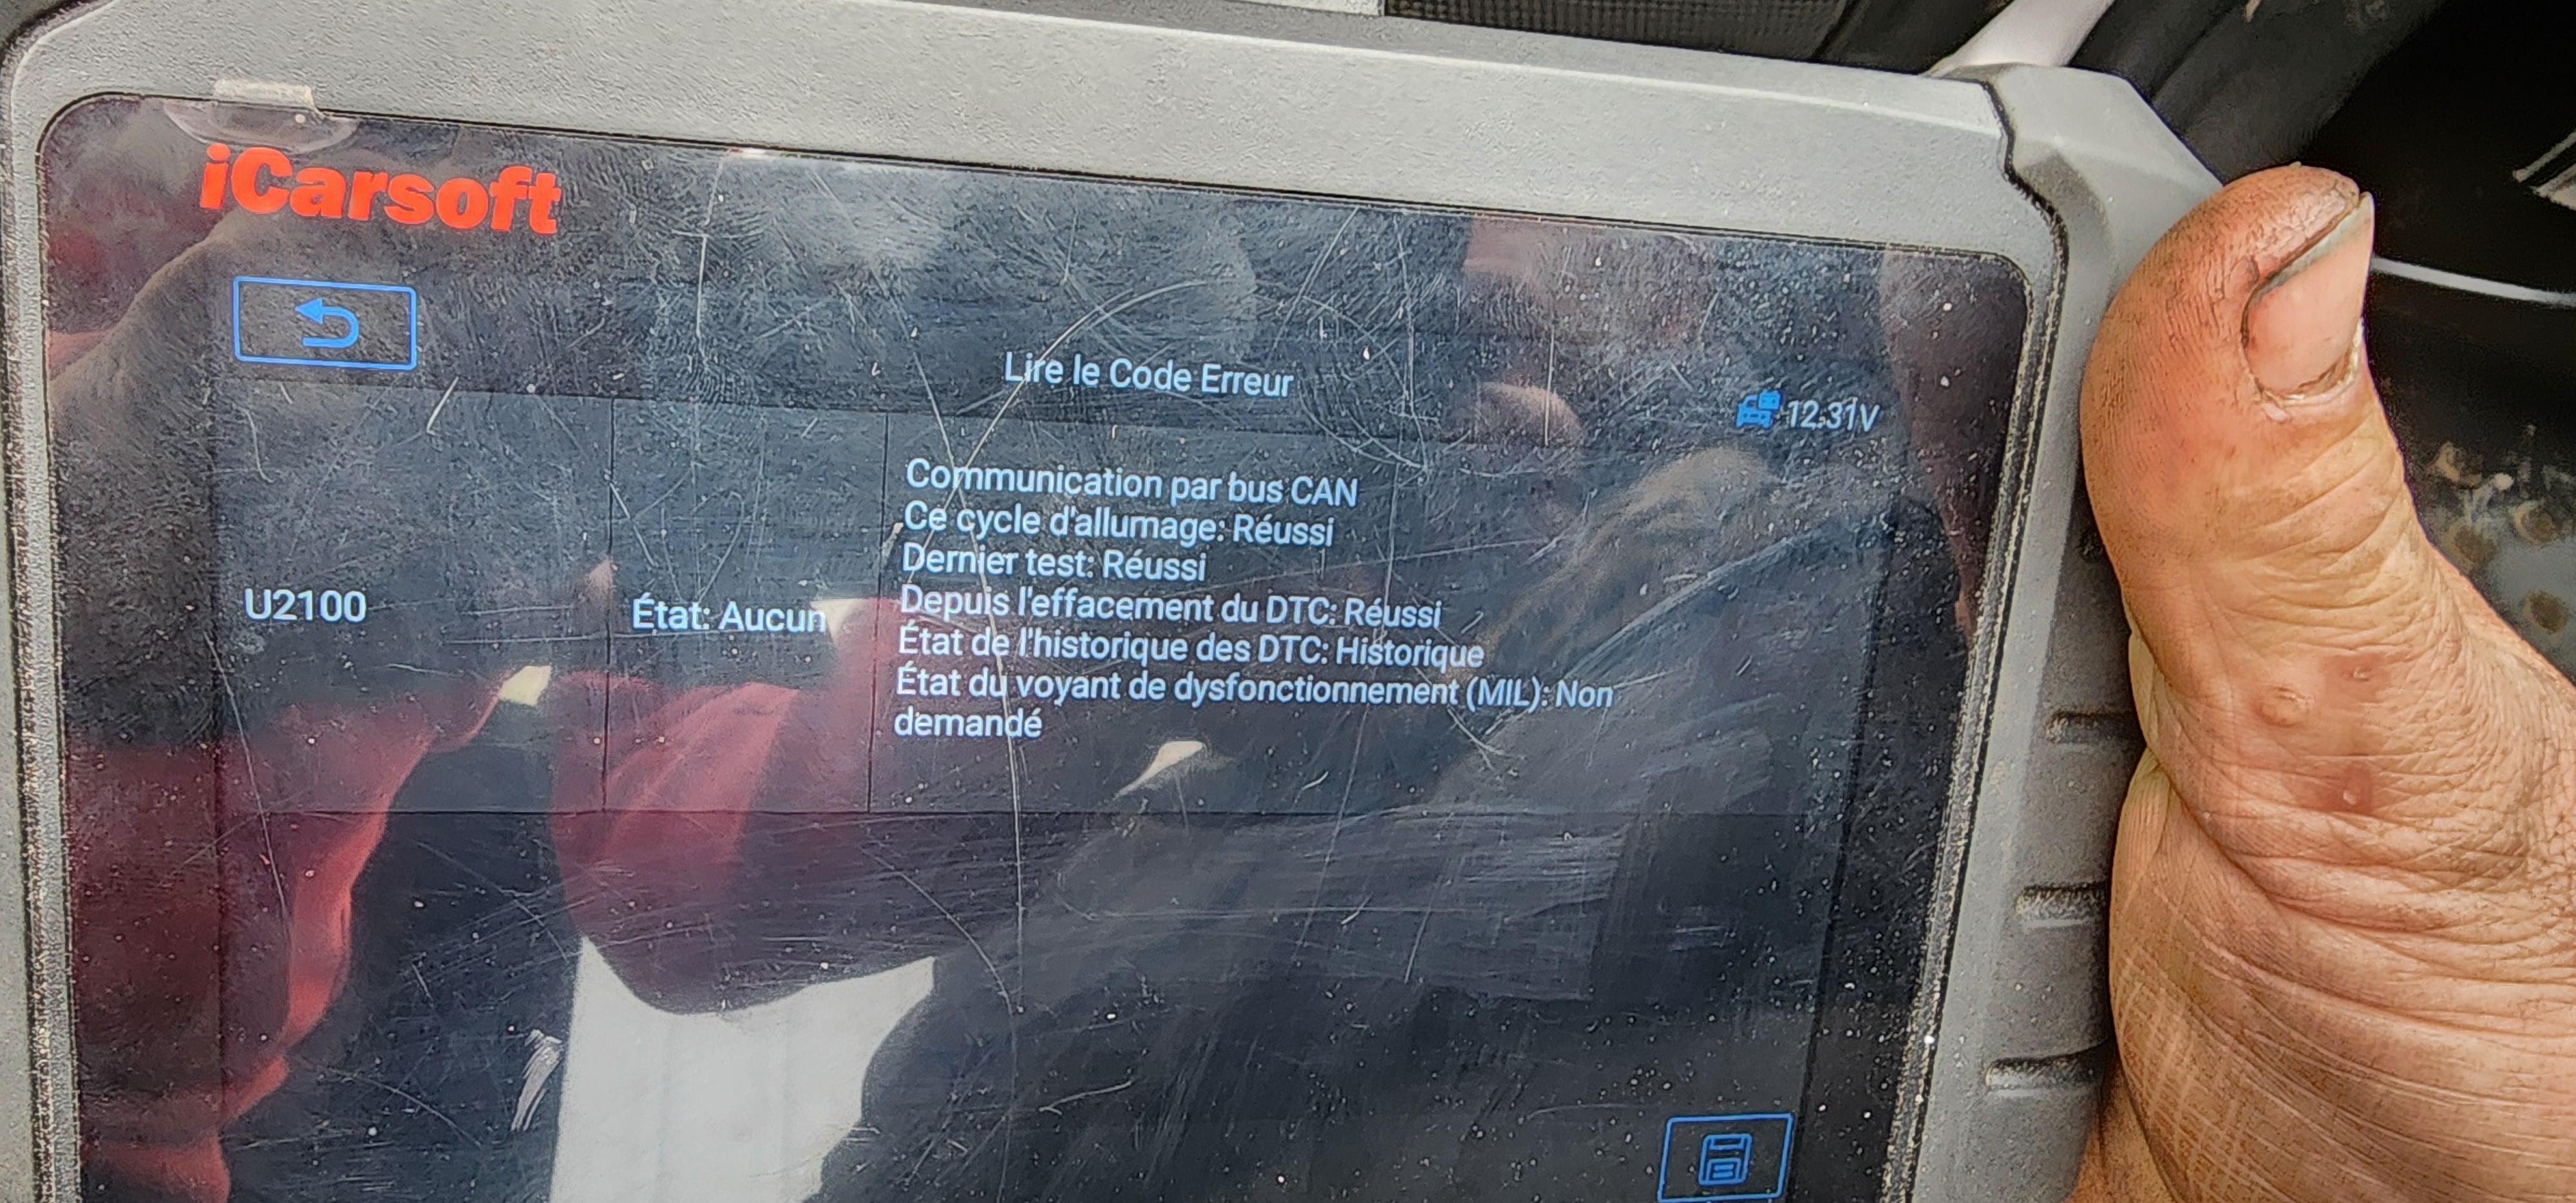 iCarsoft
Lire le Code Erreur
12.31V
U2100
État: Aucun
Communication par bus CAN
Ce cycle d'allumage: Réussi
Dernier test: Réussi
Depuis l'effacement du DTC: Réussi
État de l'historique des DTC: Historique
État du voyant de dysfonctionnement (MIL): Non
demandé